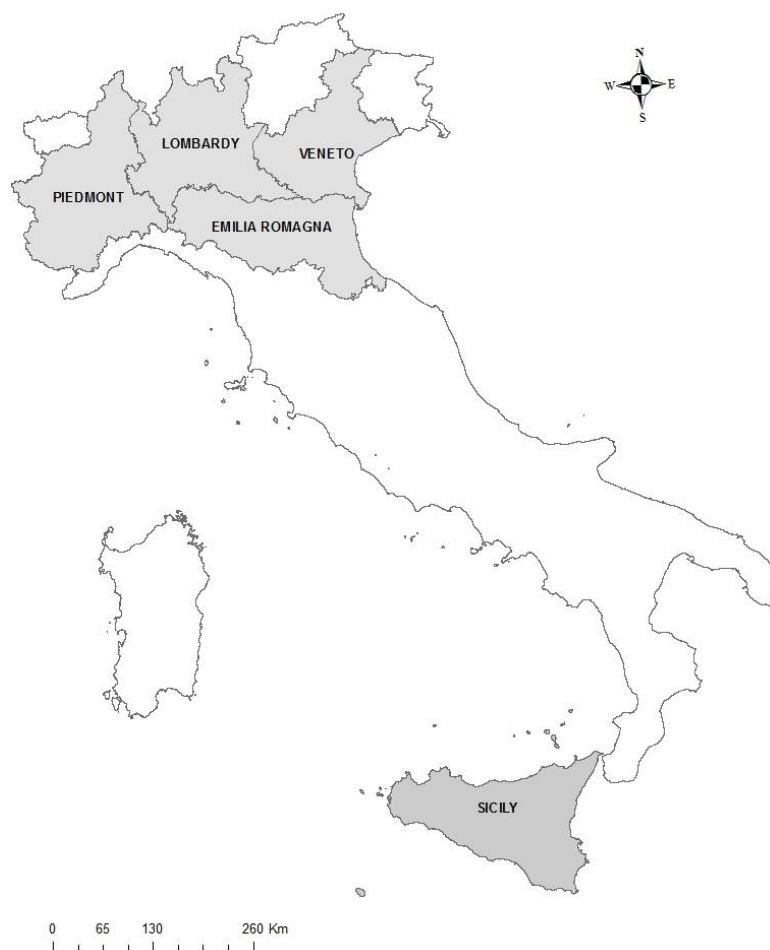 N
W E
S
LOMBARDY
VENETO
PIEDMONT
EMILIA ROMAGNA
SICILY
0 65 130 260 Km